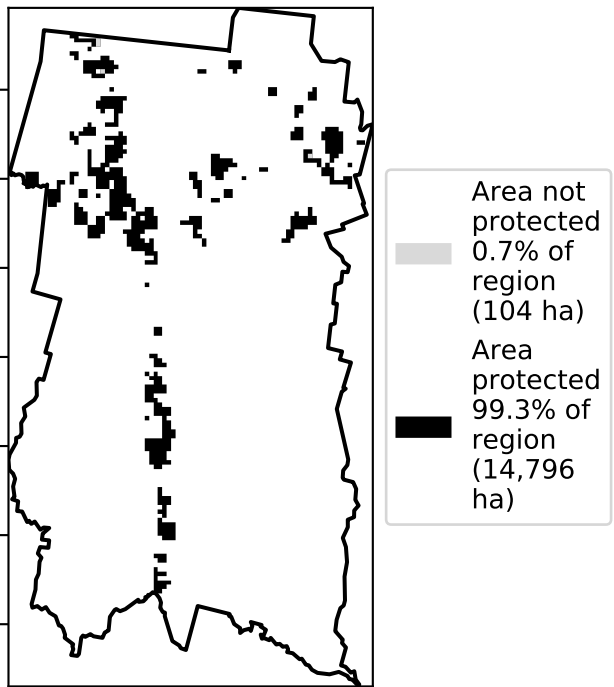 Area not
protected
0.7% of
region
(104 ha)
Area
protected
99.3% of
region
(14,796
ha)